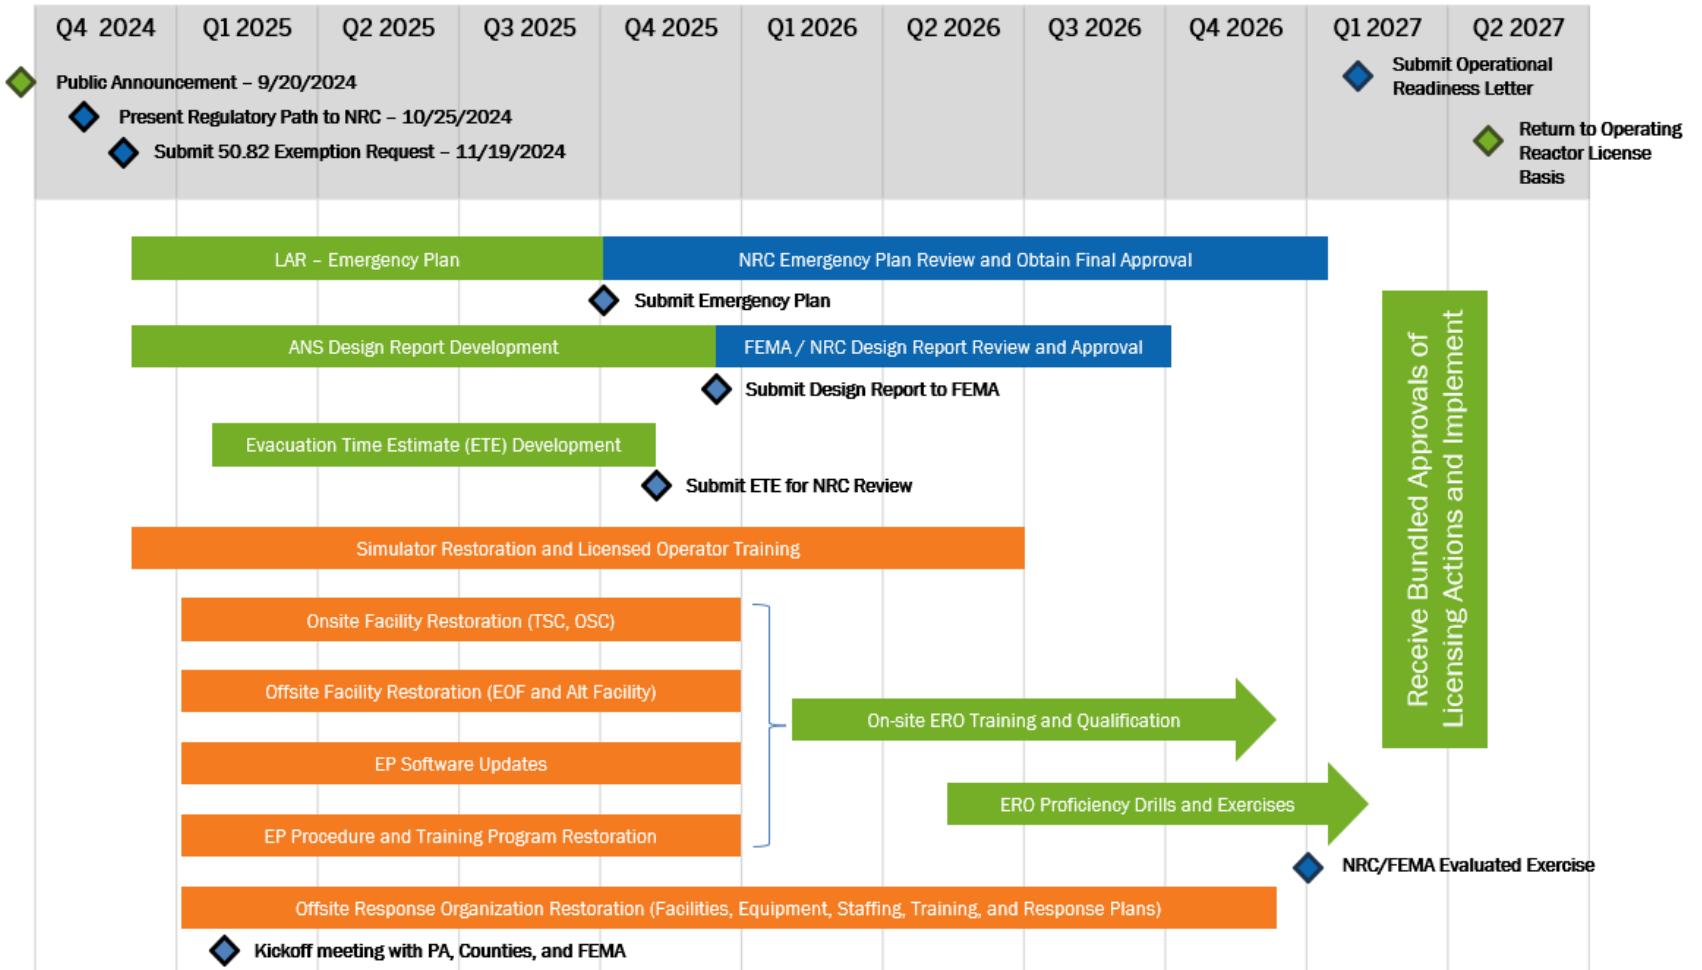 Q4 2024
Q1 2025
Q2 2025
Q3 2025
Q4 2025
Q1 2026
Q2 2026
Q3 2026
Q4 2026
Q1 2027
Q2 2027
Public Announcement – 9/20/2024
Present Regulatory Path to NRC – 10/25/2024
Submit 50.82 Exemption Request – 11/19/2024
Submit Operational
Readiness Letter
Return to Operating
Reactor License
Basis
LAR – Emergency Plan
NRC Emergency Plan Review and Obtain Final Approval
Submit Emergency Plan
ANS Design Report Development
FEMA / NRC Design Report Review and Approval
Submit Design Report to FEMA
Evacuation Time Estimate (ETE) Development
Submit ETE for NRC Review
Simulator Restoration and Licensed Operator Training
Onsite Facility Restoration (TSC, OSC)
Offsite Facility Restoration (EOF and Alt Facility)
EP Software Updates
EP Procedure and Training Program Restoration
On-site ERO Training and Qualification
ERO Proficiency Drills and Exercises
NRC/FEMA Evaluated Exercise
Offsite Response Organization Restoration (Facilities, Equipment, Staffing, Training, and Response Plans)
Kickoff meeting with PA, Counties, and FEMA
Receive Bundled Approvals of
Licensing Actions and Implement